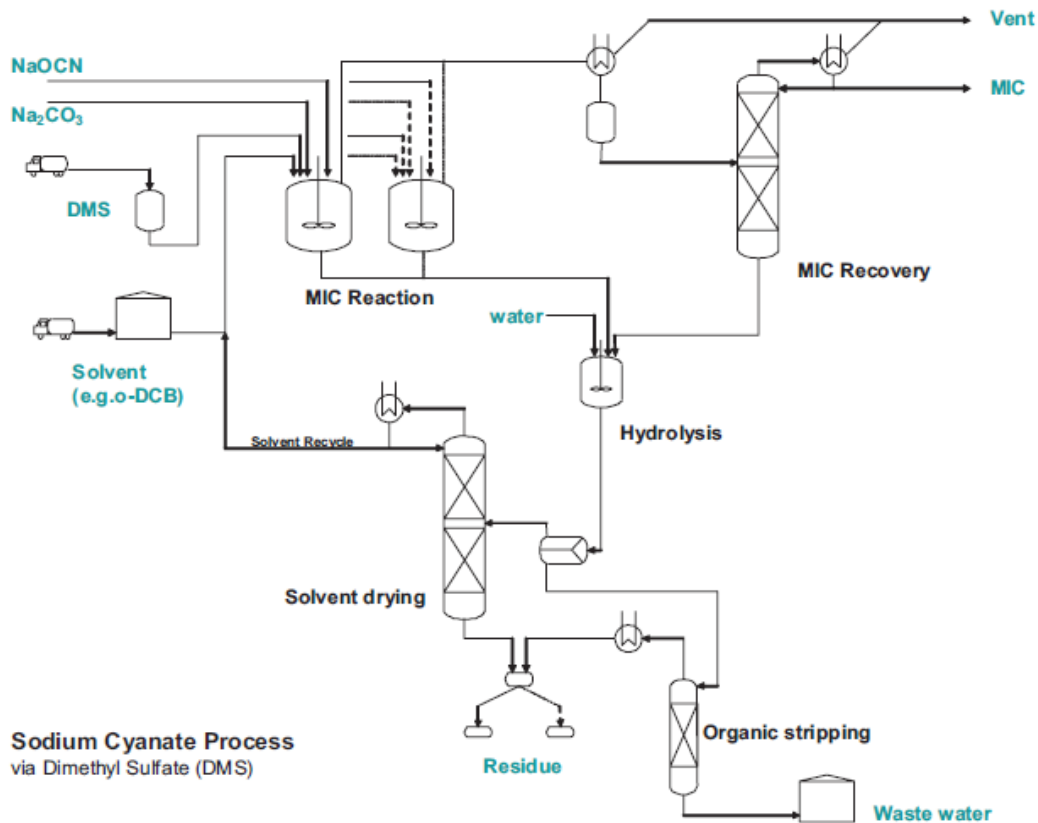 Vent
NaOCN
MIC
Na₂CO₃
DMS
MIC Recovery
MIC Reaction
water
Solvent
(e.g.o-DCB)
Hydrolysis
Solvent Recycle
Solvent drying
Organic stripping
Sodium Cyanate Process
via Dimethyl Sulfate (DMS)
Residue
Waste water